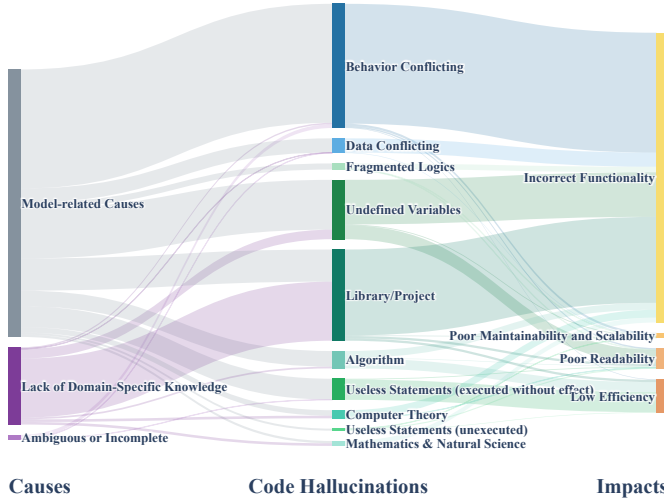 Behavior Conflicting
Data Conflicting
Fragmented Logics
Incorrect Functionality
Model-related Causes
Undefined Variables
Library/Project
Poor Maintainability and Scalability
Algorithm
Poor Readability
Lack of Domain-Specific Knowledge
Useless Statements (executed without effect)
Low Efficiency
Computer Theory
Useless Statements (unexecuted)
Ambiguous or Incomplete
Mathematics & Natural Science
Causes
Code Hallucinations
Impacts